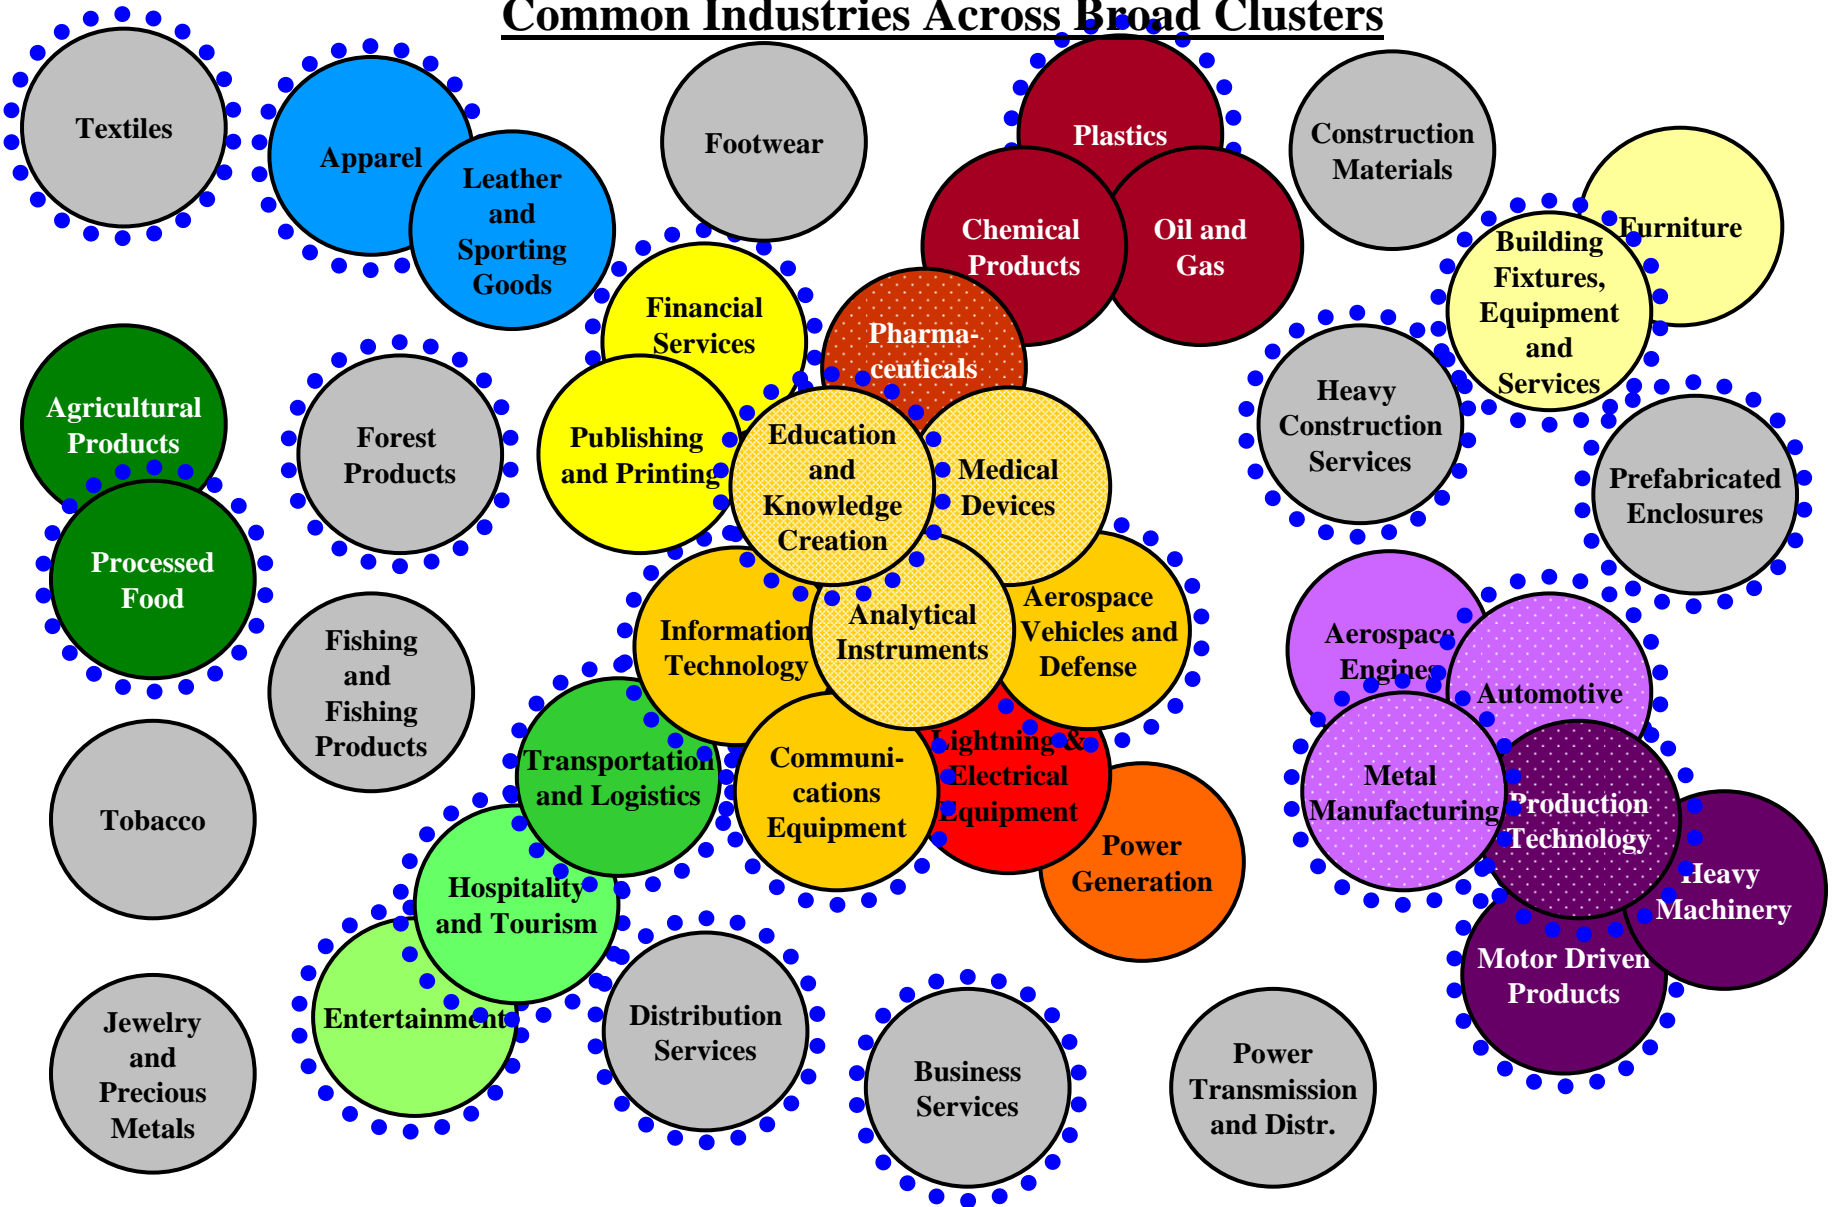 Common Industries Across Broad Clusters
Textiles
Apparel
Leather
and
Sporting
Goods
Footwear
Plastics
Chemical
Products
Oil and
Gas
Construction
Materials
Furniture
Building
Fixtures,
Equipment
and
Services
Financial
Services
Pharma-
ceuticals
Agricultural
Products
Forest
Products
Publishing
and Printing
Education
and
Knowledge
Creation
Medical
Devices
Heavy
Construction
Services
Prefabricated
Enclosures
Processed
Food
Fishing
and
Fishing
Products
Information
Technology
Analytical
Instruments
Aerospace
Vehicles and
Defense
Aerospace
Engines
Automotive
Tobacco
Transportation
and Logistics
Communi-
cations
Equipment
Lightning &
Electrical
Equipment
Power
Generation
Metal
Manufacturing
Production
Technology
Heavy
Machinery
Hospitality
and Tourism
Motor Driven
Products
Jewelry
and
Precious
Metals
Entertainment
Distribution
Services
Business
Services
Power
Transmission
and Distr.